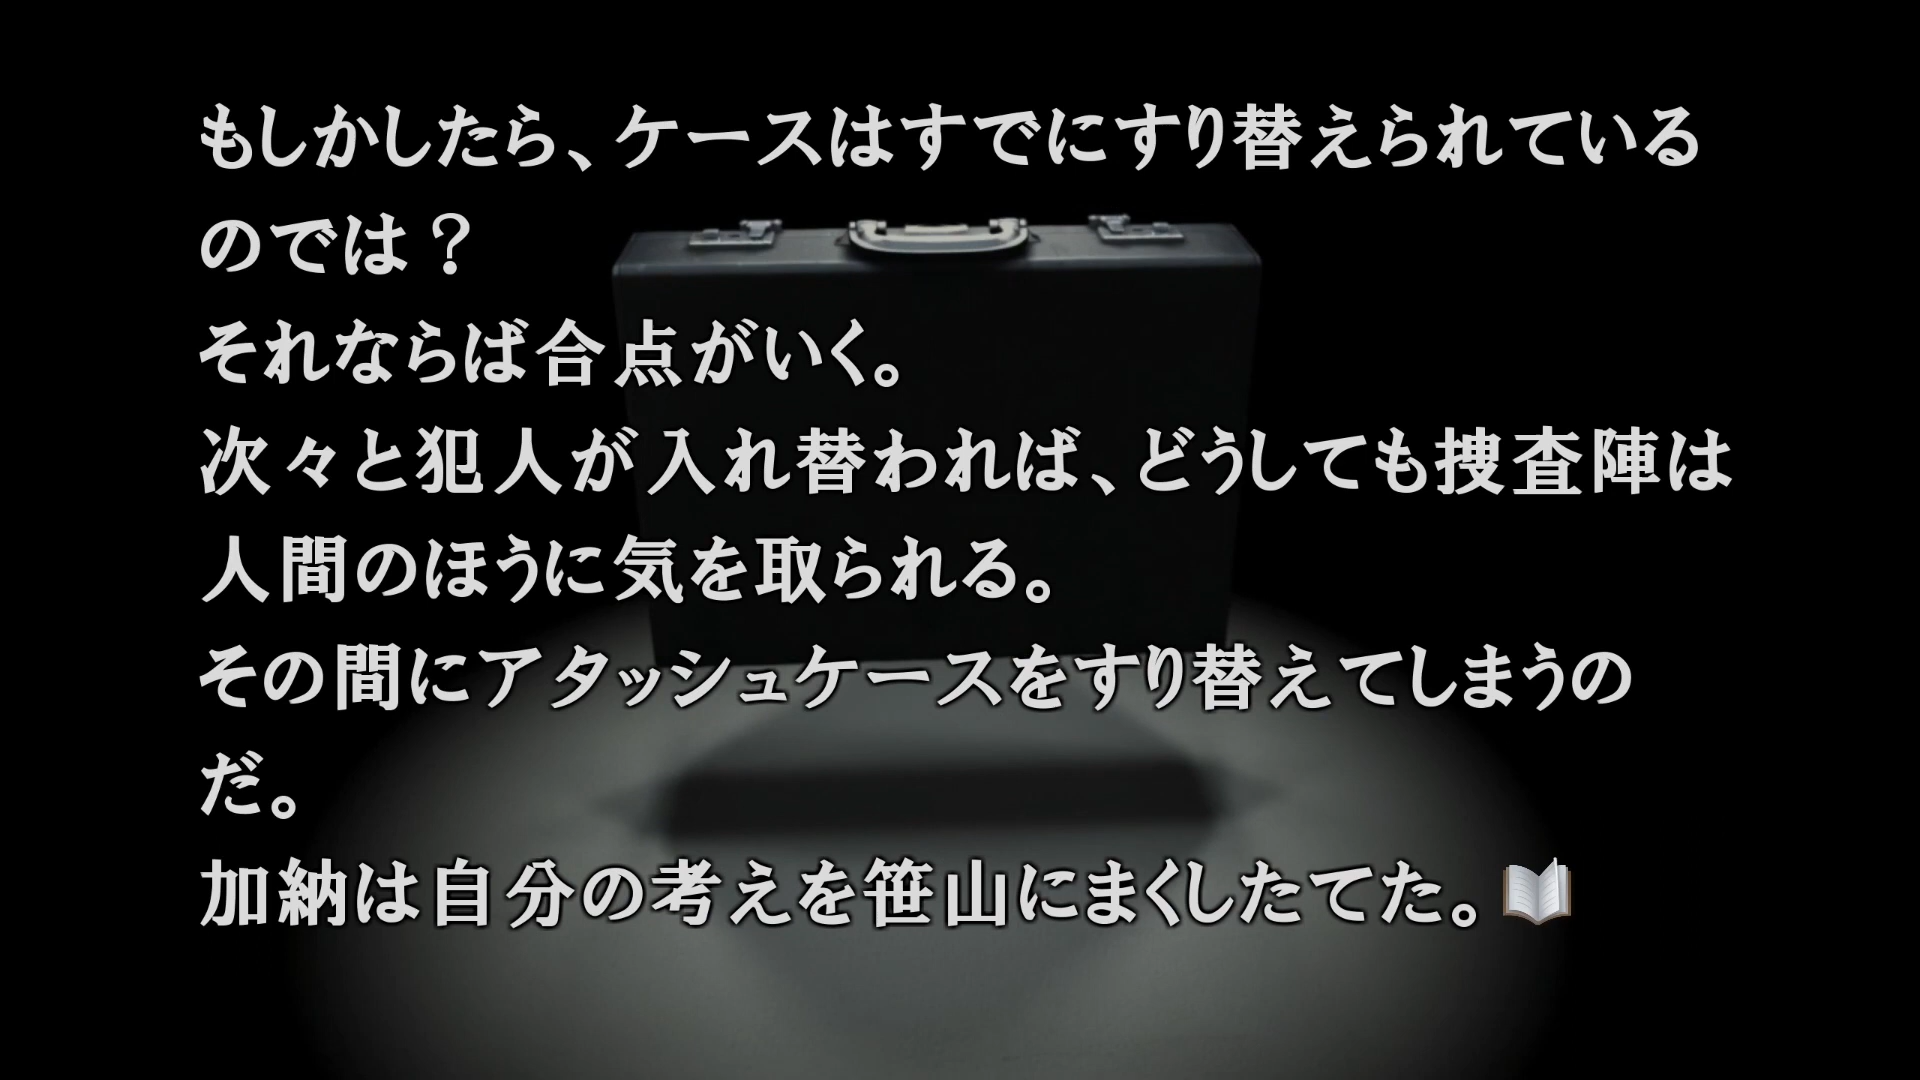 もしかしたら、ケースはすでにすり替えられている
のでは？
それならば合点がいく。
次々と犯人が入れ替われば、どうしても捜査陣は
人間のほうに気を取られる。
その間にアタッシュケースをすり替えてしまうの
だ。
加納は自分の考えを笹山にまくしたてた。